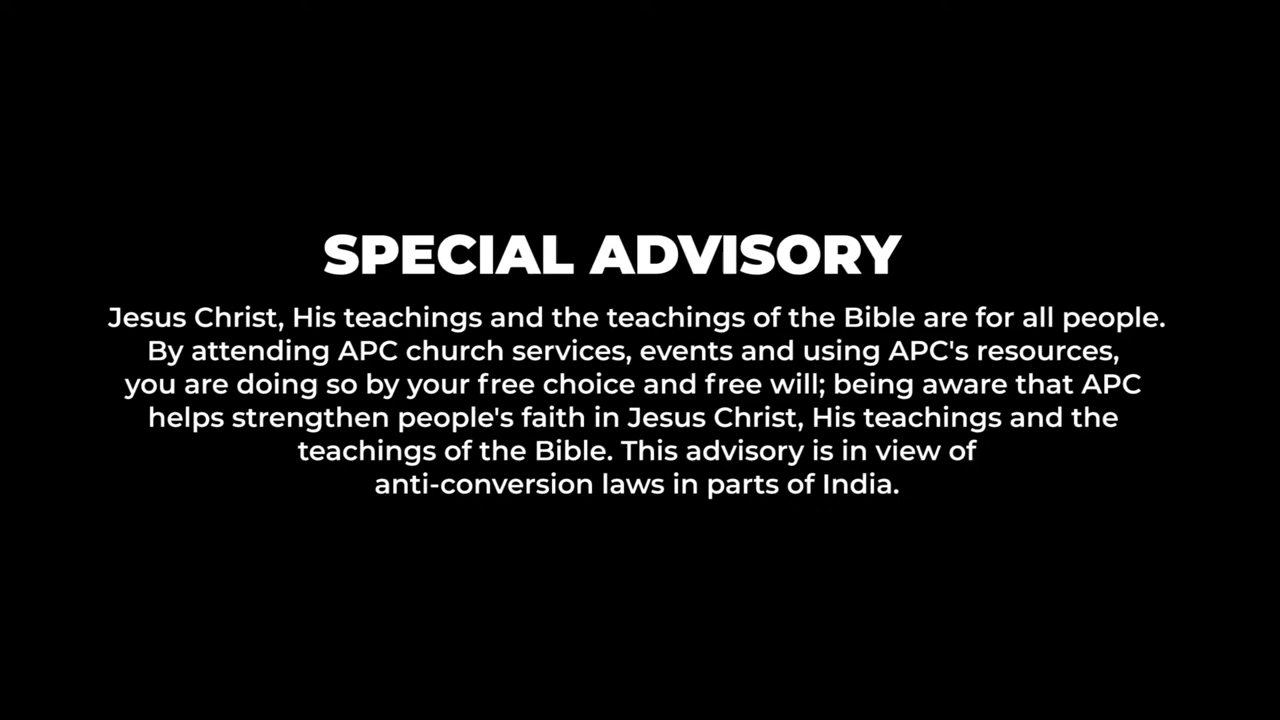 SPECIAL ADVISORY
Jesus Christ, His teachings and the teachings of the Bible are for all people.
By attending APC church services, events and using APC's resources,
you are doing so by your free choice and free will; being aware that APC
helps strengthen people's faith in Jesus Christ, His teachings and the
teachings of the Bible. This advisory is in view of
anti-conversion laws in parts of India.